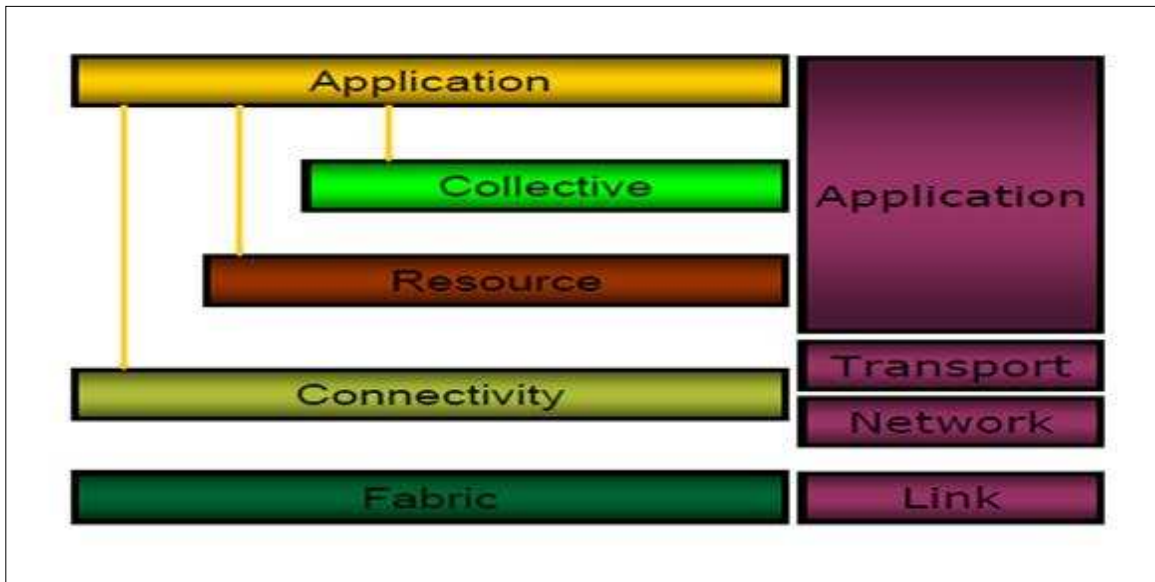 Application
Collective
Resource
Connectivity
Fabric
Application
Transport
Network
Link